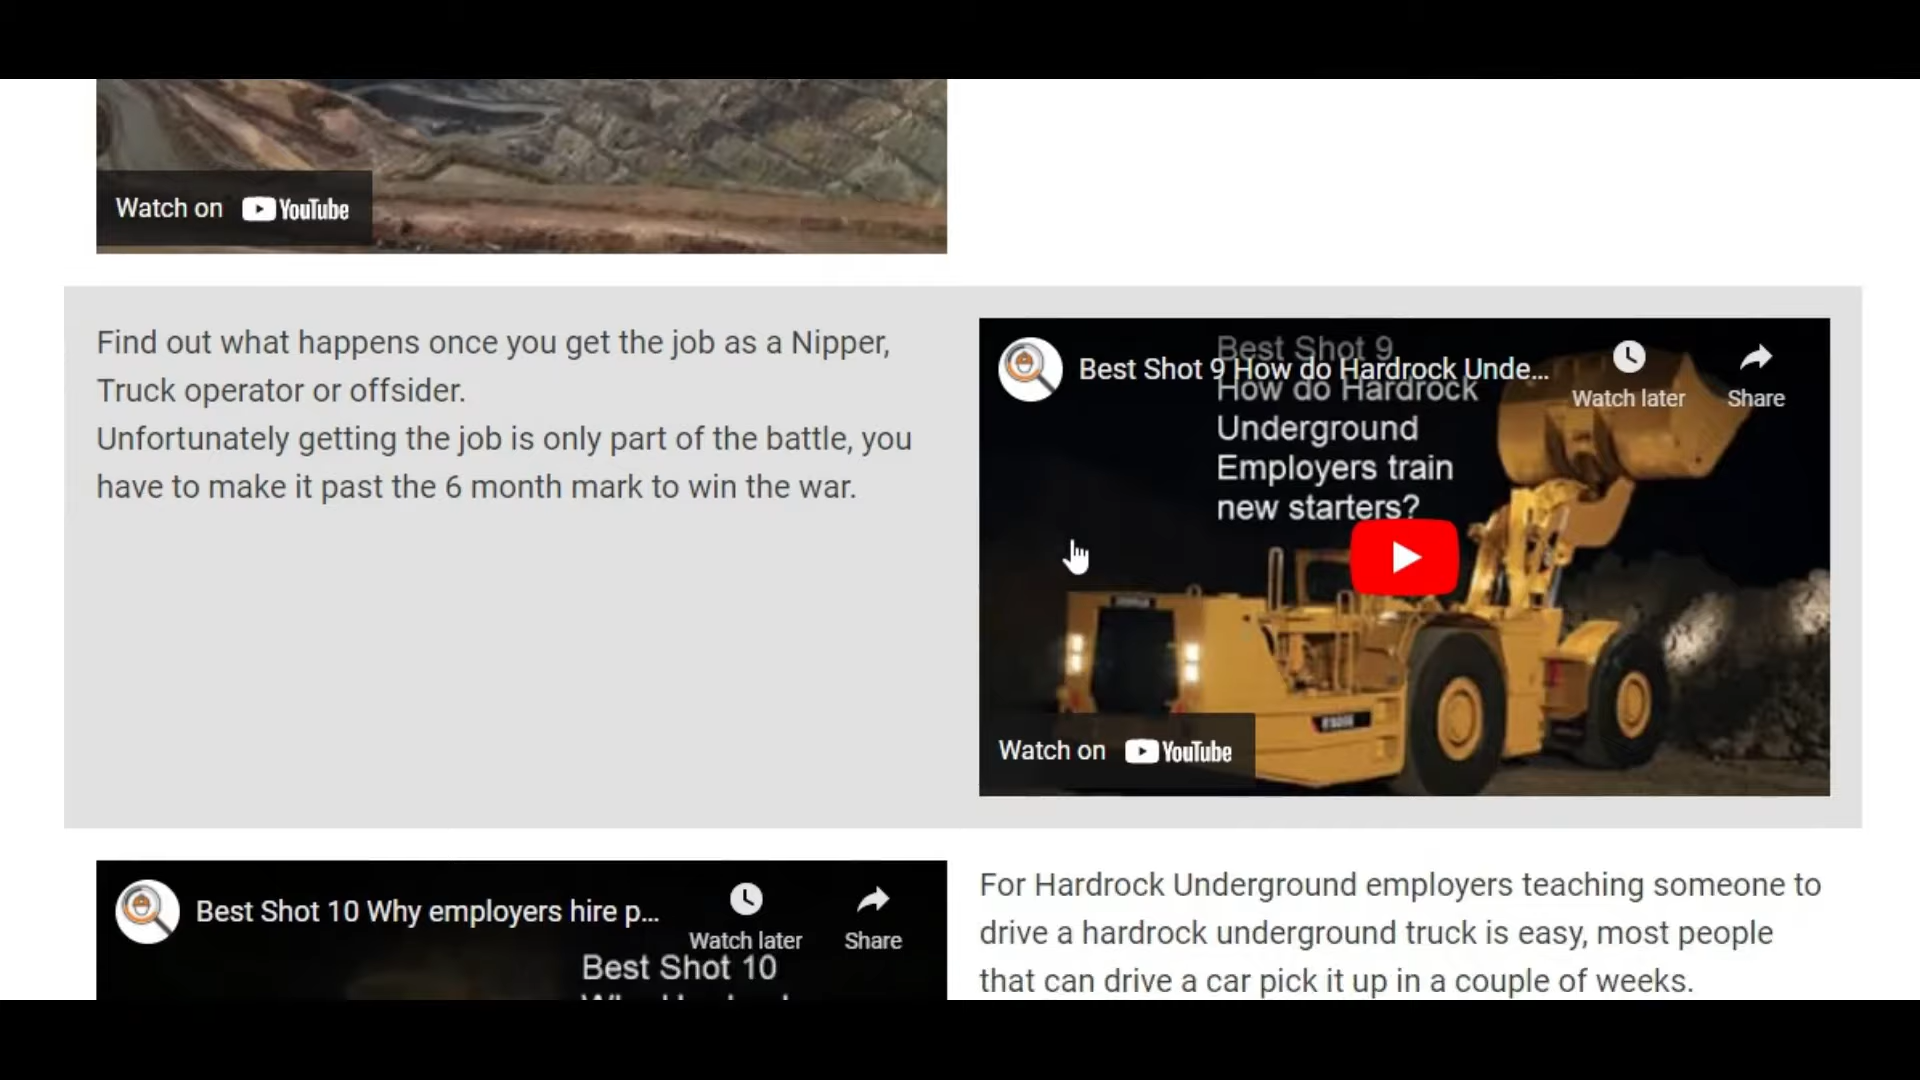 Watch on YouTube
Find out what happens once you get the job as a Nipper,
Truck operator or offsider.
Unfortunately getting the job is only part of the battle, you
have to make it past the 6 month mark to win the war.
Best Shot 9 How do Hardrock Unde...
Watch later
Share
Best Shot 9
How do Hardrock
Underground
Employers train
new starters?
Watch on YouTube
Best Shot 10 Why employers hire p...
Watch later
Share
Best Shot 10
For Hardrock Underground employers teaching someone to
drive a hardrock underground truck is easy, most people
that can drive a car pick it up in a couple of weeks.